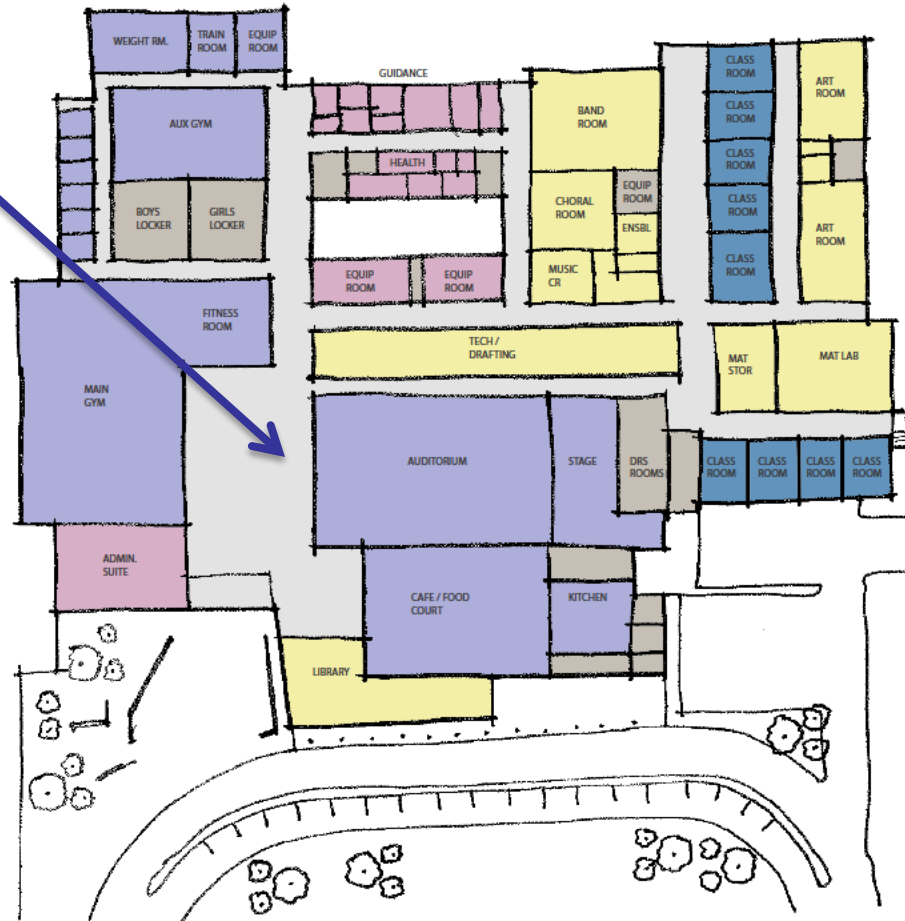 WEIGHT RM.
TRAIN
ROOM
EQUIP
ROOM
GUIDANCE
CLASS
ROOM
ART
ROOM
BAND
ROOM
CLASS
ROOM
AUX GYM
CLASS
ROOM
HEALTH
EQUIP
ROOM
CHORAL
ROOM
CLASS
ROOM
BOYS
LOCKER
GIRLS
LOCKER
ENSBL
ART
ROOM
CLASS
ROOM
EQUIP
ROOM
EQUIP
ROOM
MUSIC
CR
FITNESS
ROOM
TECH /
DRAFTING
MAT
STOR
MAT LAB
MAIN
GYM
AUDITORIUM
STAGE
DRS
ROOMS
CLASS
ROOM
CLASS
ROOM
CLASS
ROOM
CLASS
ROOM
ADMIN.
SUITE
CAFE / FOOD
COURT
KITCHEN
LIBRARY